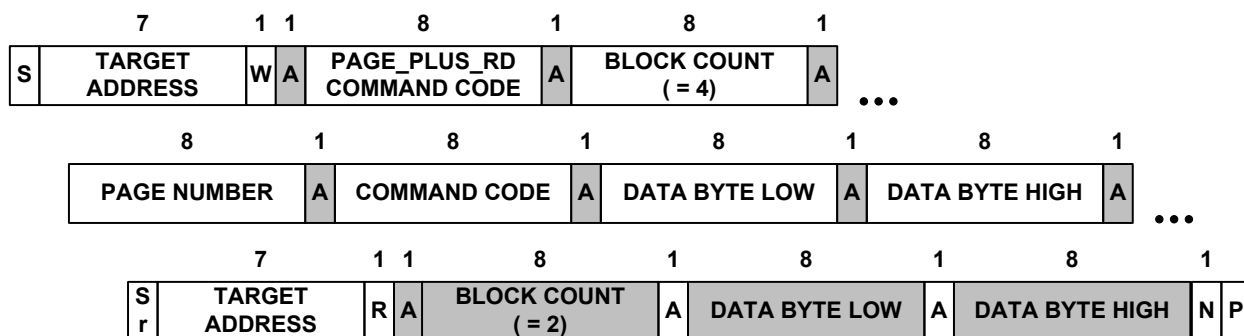 7 1 1 8 1 8 1
S TARGET ADDRESS W A PAGE_PLUS_RD COMMAND CODE A BLOCK COUNT ( = 4) A •••
8 1 8 1 8 1 8 1
PAGE NUMBER A COMMAND CODE A DATA BYTE LOW A DATA BYTE HIGH A •••
7 1 1 8 1 8 1 8 1
Sr TARGET ADDRESS R A BLOCK COUNT ( = 2) A DATA BYTE LOW A DATA BYTE HIGH N P